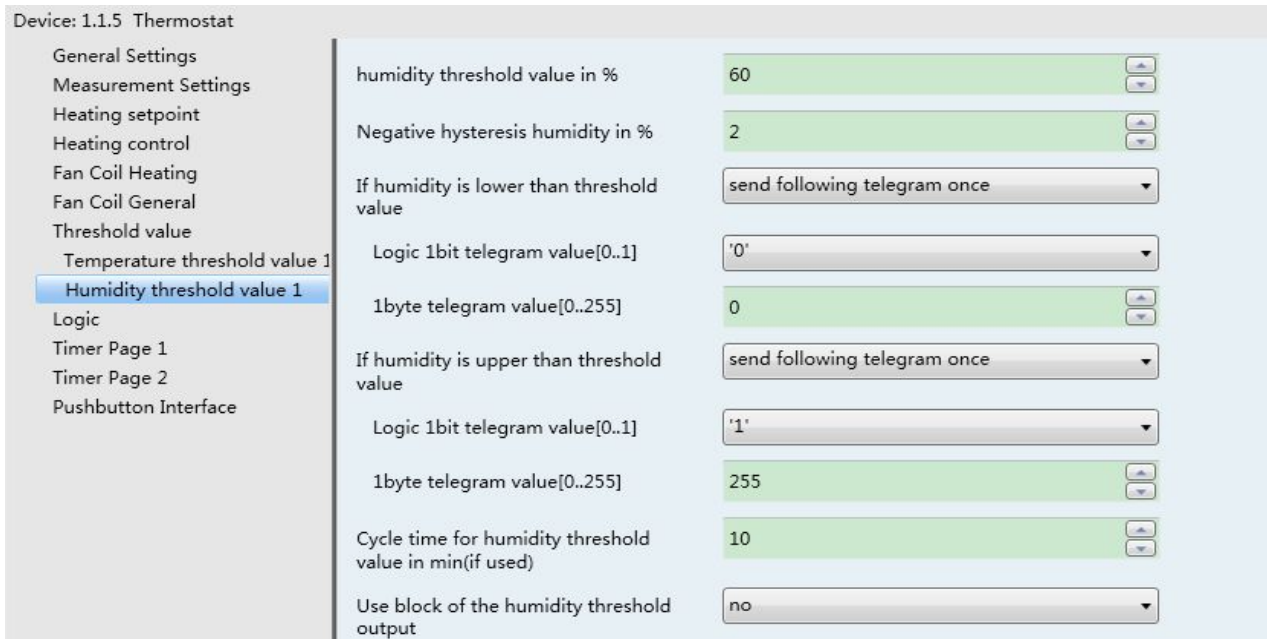 Device: 1.1.5 Thermostat
General Settings
Measurement Settings
Heating setpoint
Heating control
Fan Coil Heating
Fan Coil General
Threshold value
Temperature threshold value 1
Humidity threshold value 1
Logic
Timer Page 1
Timer Page 2
Pushbutton Interface
humidity threshold value in %
60
Negative hysteresis humidity in %
2
If humidity is lower than threshold
value
send following telegram once
Logic 1bit telegram value[0..1]
'0'
1byte telegram value[0..255]
0
If humidity is upper than threshold
value
send following telegram once
Logic 1bit telegram value[0..1]
'1'
1byte telegram value[0..255]
255
Cycle time for humidity threshold
value in min(if used)
10
Use block of the humidity threshold
output
no